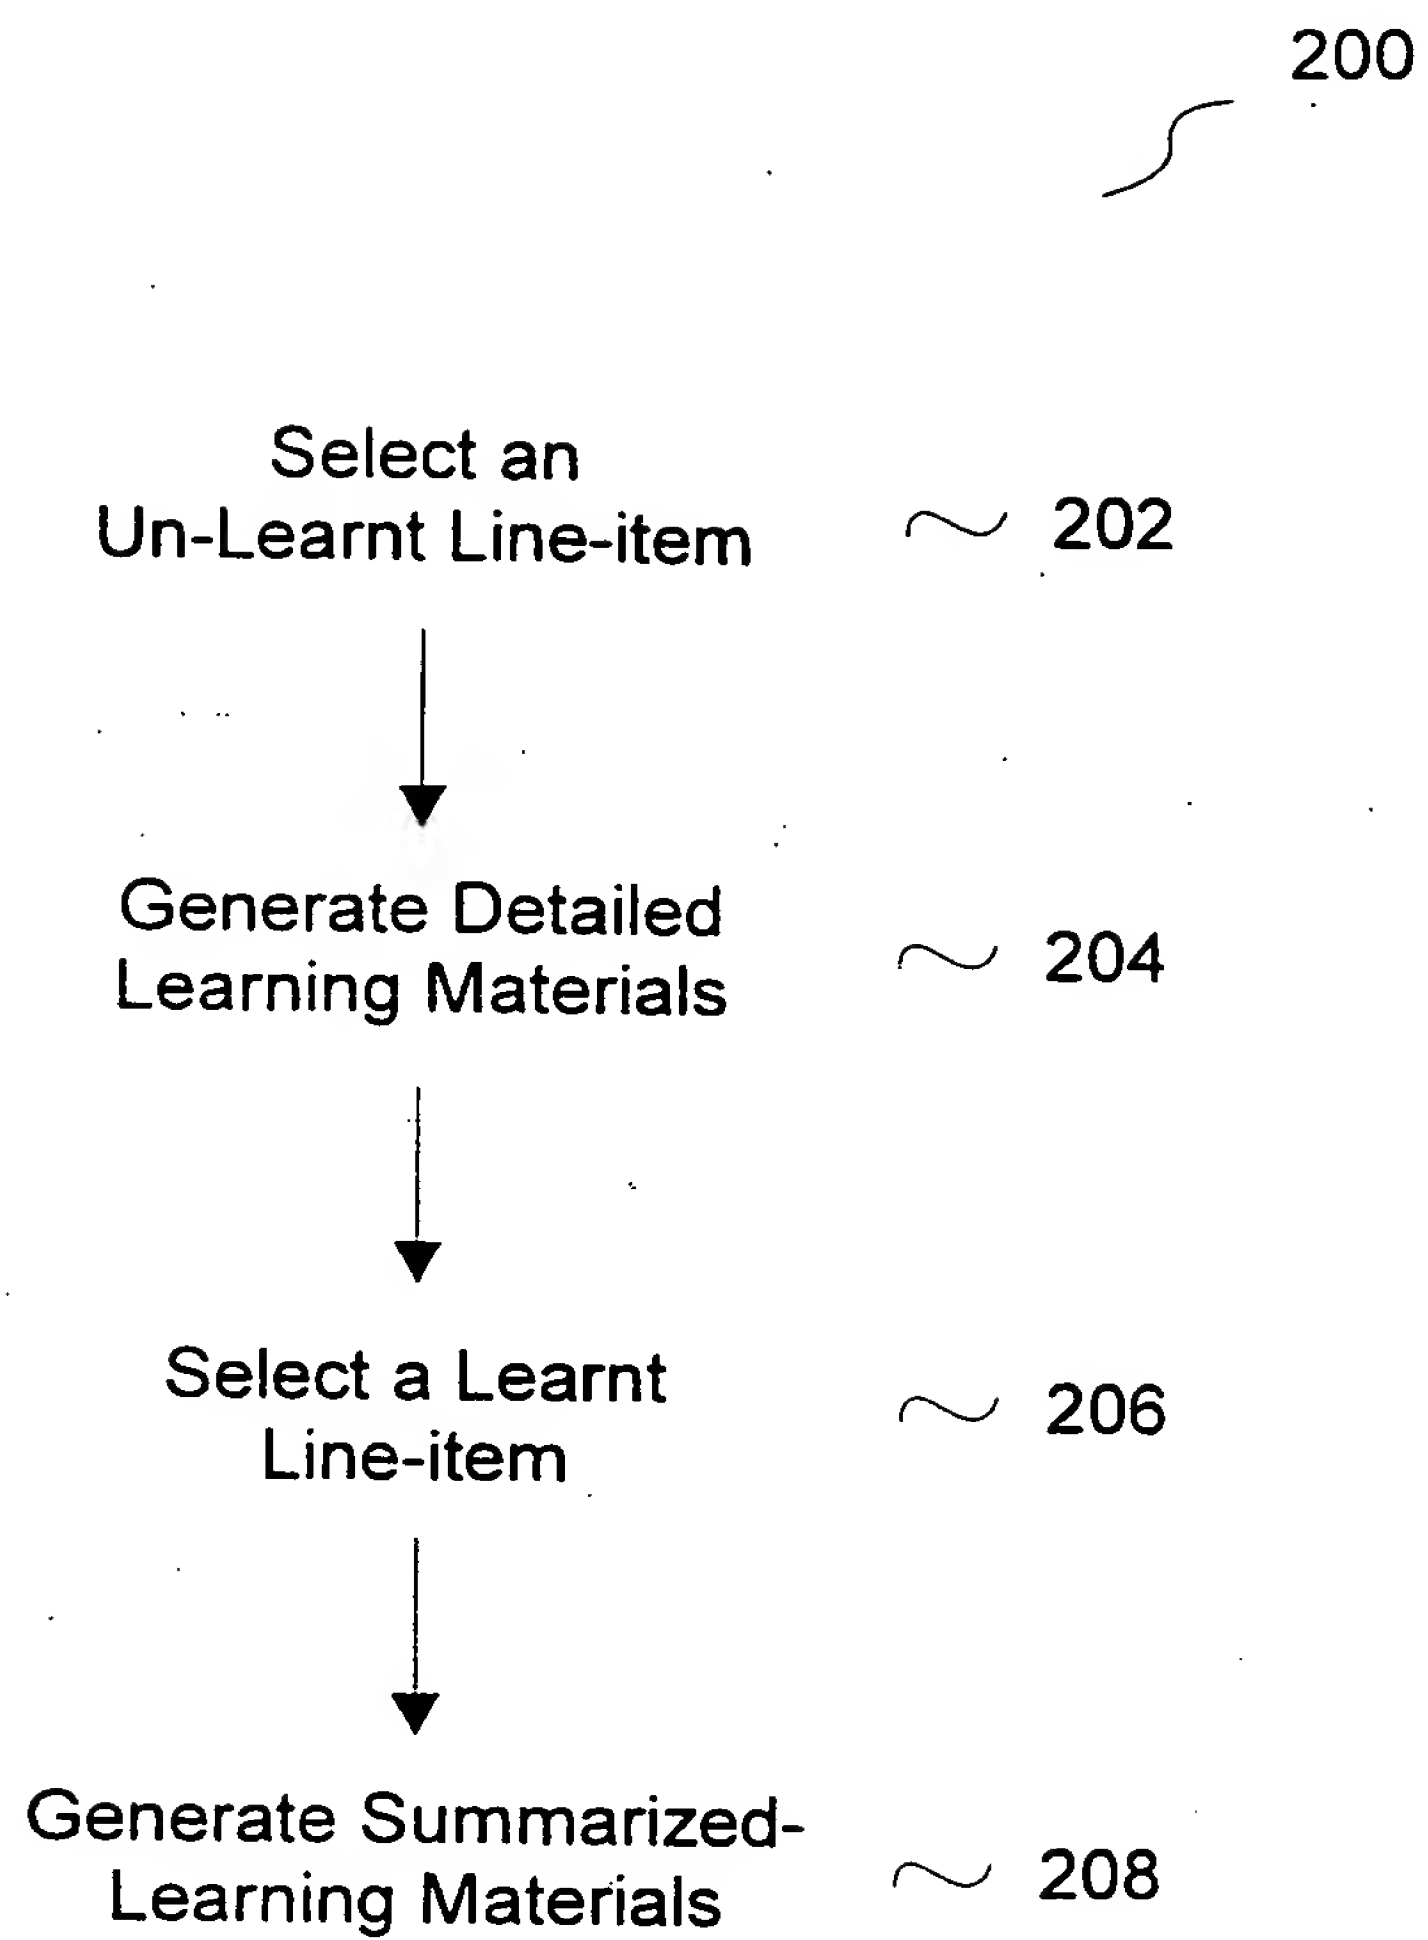 200
Select an
Un-Learnt Line-item
202
Generate Detailed
Learning Materials
204
Select a Learnt
Line-item
206
Generate Summarized-
Learning Materials
208